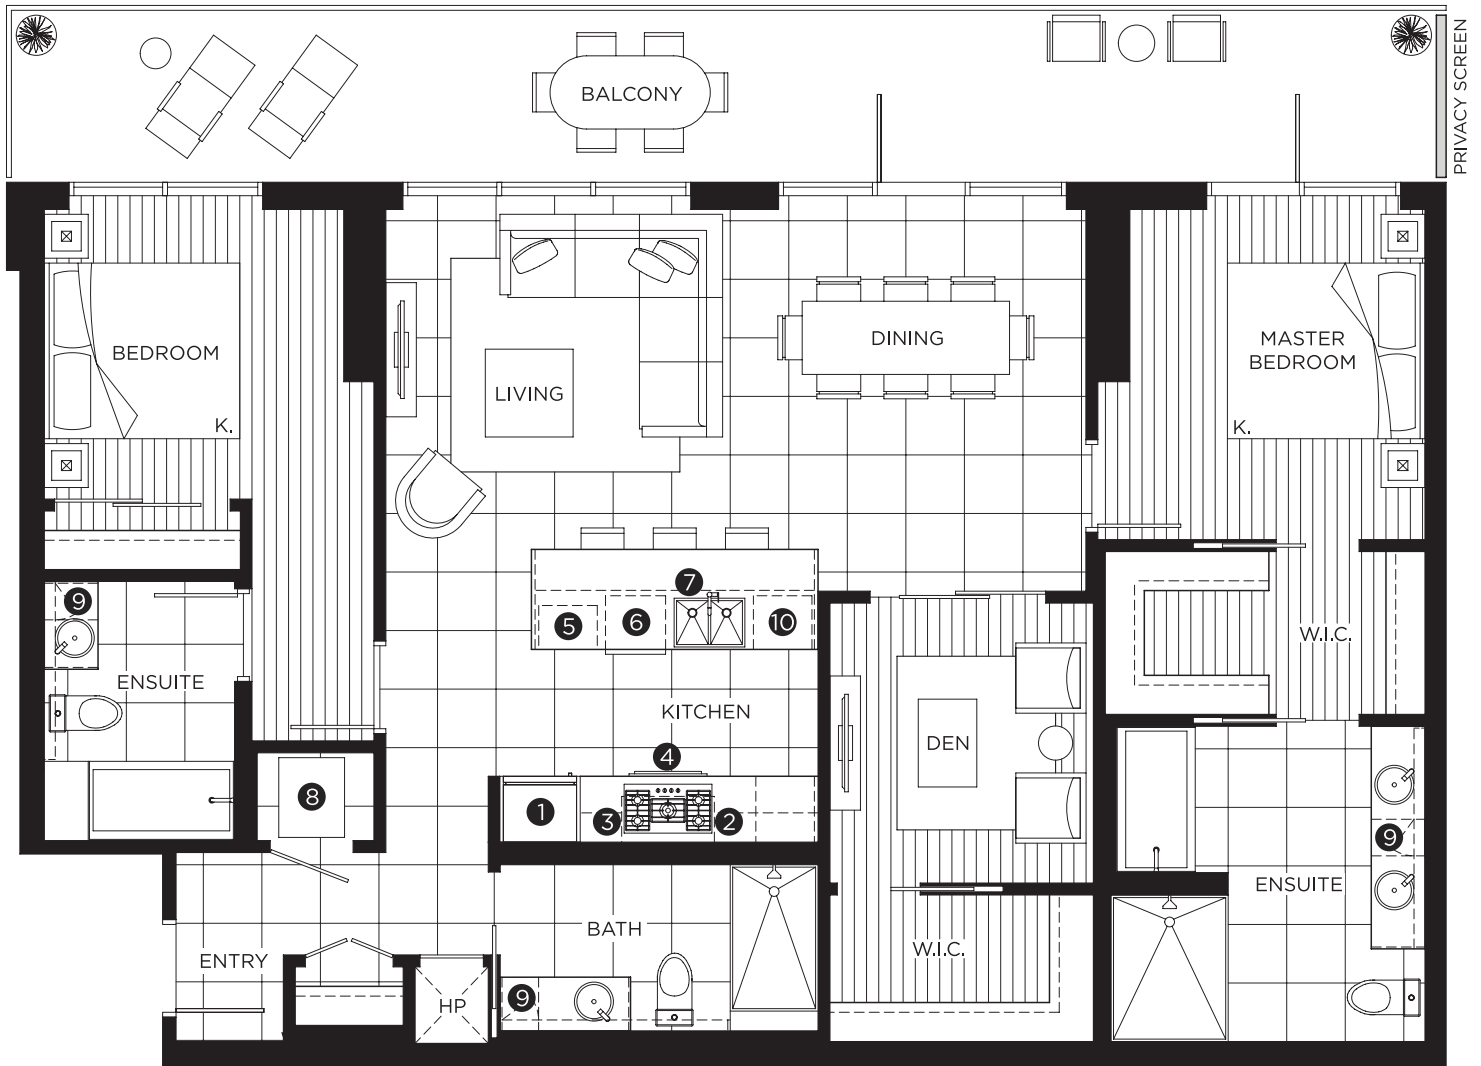 PRIVACY SCREEN
BALCONY
BEDROOM
K.
LIVING
DINING
MASTER
BEDROOM
K.
7
5
6
10
9
ENSUITE
W.I.C.
KITCHEN
DEN
4
8
1
3
2
9
ENSUITE
BATH
W.I.C.
ENTRY
HP
9